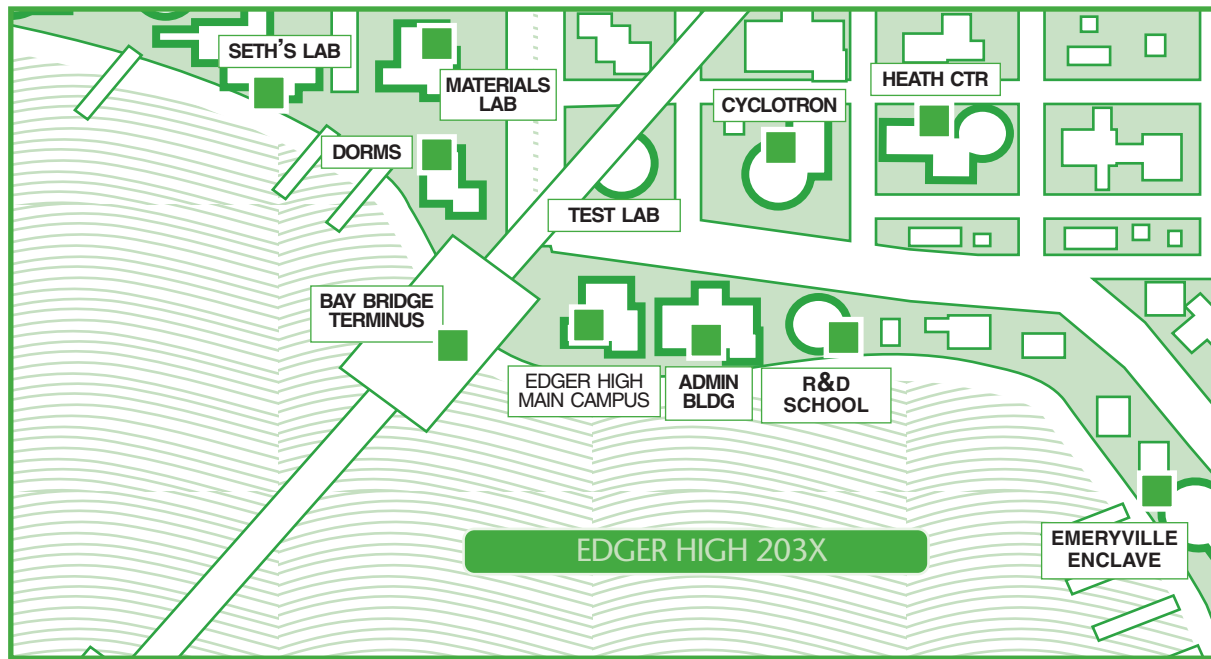 SETH'S LAB
MATERIALS
LAB
HEATH CTR
CYCLOTRON
DORMS
TEST LAB
BAY BRIDGE
TERMINUS
EDGER HIGH
MAIN CAMPUS
ADMIN
BLDG
R&D
SCHOOL
EMERYVILLE
ENCLAVE
EDGER HIGH 203X